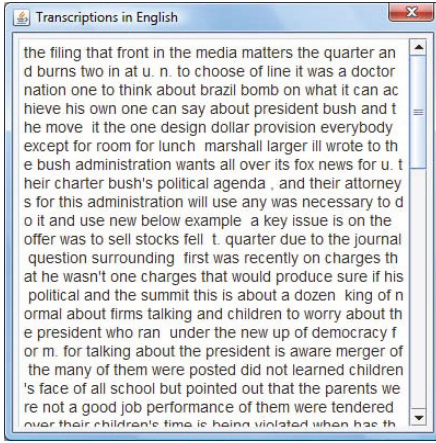 Transcriptions in English
the filing that front in the media matters the quarter an
d burns two in at u. n. to choose of line it was a doctor
nation one to think about brazil bomb on what it can ac
hieve his own one can say about president bush and t
he move  it the one design dollar provision everybody
except for room for lunch  marshall larger ill wrote to th
e bush administration wants all over its fox news for u. t
heir charter bush's political agenda , and their attorney
s for this administration will use any was necessary to d
o it and use new below example  a key issue is on the
offer was to sell stocks fell  t. quarter due to the journal
question surrounding  first was recently on charges th
at he wasn't one charges that would produce sure if his
political and the summit this is about a dozen  king of n
ormal about firms talking and children to worry about th
e president who ran  under the new up of democracy f
or m. for talking about the president is aware merger of
the many of them were posted did not learned children
's face of all school but pointed out that the parents we
re not a good job performance of them were tendered
over their children's time is being violated when has th